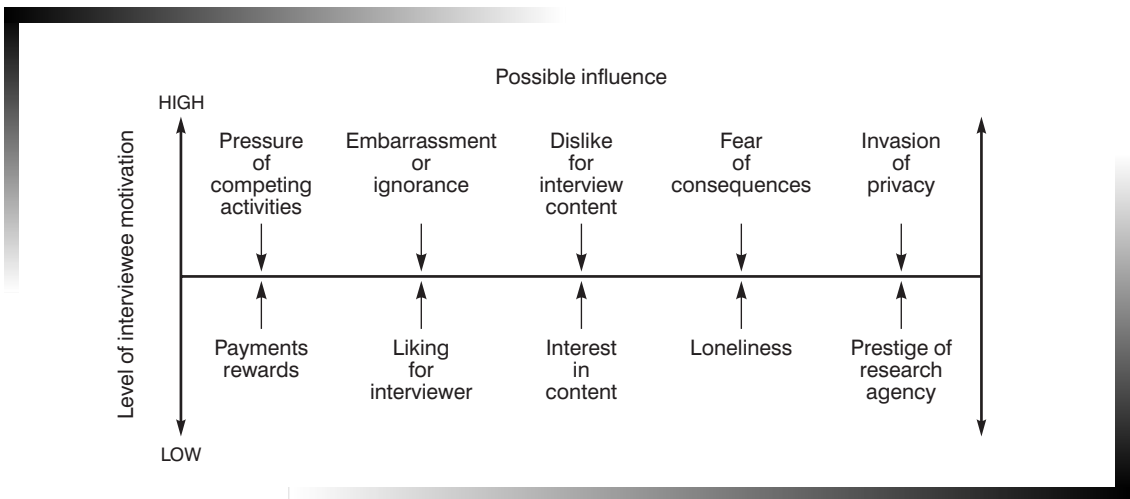 Possible influence
HIGH
Level of interviewee motivation
Pressure
of
competing
activities
Embarrassment
or
ignorance
Dislike
for
interview
content
Fear
of
consequences
Invasion
of
privacy
Payments
rewards
Liking
for
interviewer
Interest
in
content
Loneliness
Prestige of
research
agency
LOW